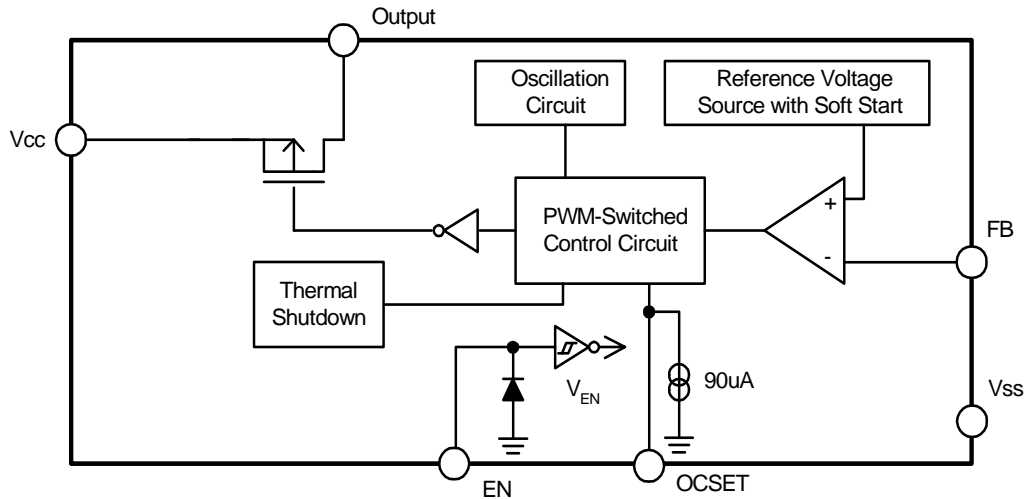 Output
Oscillation
Circuit
Reference Voltage
Source with Soft Start
Vcc
PWM-Switched
Control Circuit
+
-
FB
Thermal
Shutdown
VEN
90uA
Vss
EN
OCSET